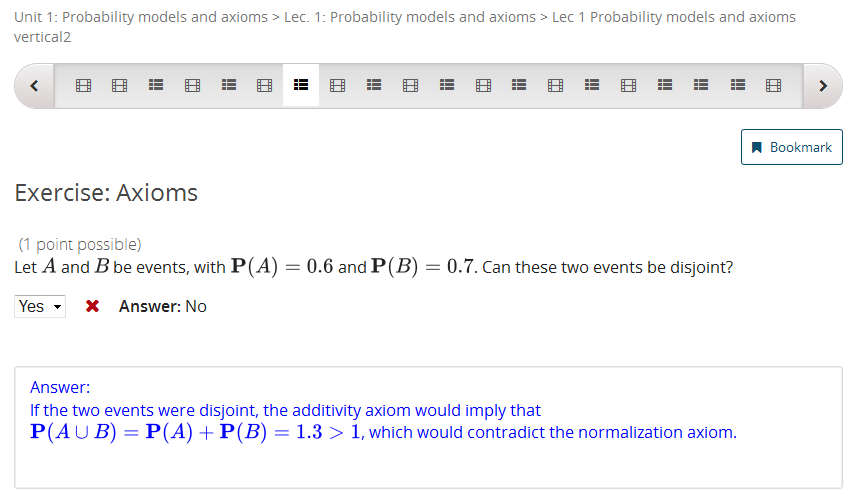 Unit 1: Probability models and axioms > Lec. 1: Probability models and axioms > Lec 1 Probability models and axioms
vertical2
Bookmark
Exercise: Axioms
(1 point possible)
Let A and B be events, with P(A) = 0.6 and P(B) = 0.7. Can these two events be disjoint?
Yes ✖ Answer: No
Answer:
If the two events were disjoint, the additivity axiom would imply that
P(A ∪ B) = P(A) + P(B) = 1.3 > 1, which would contradict the normalization axiom.